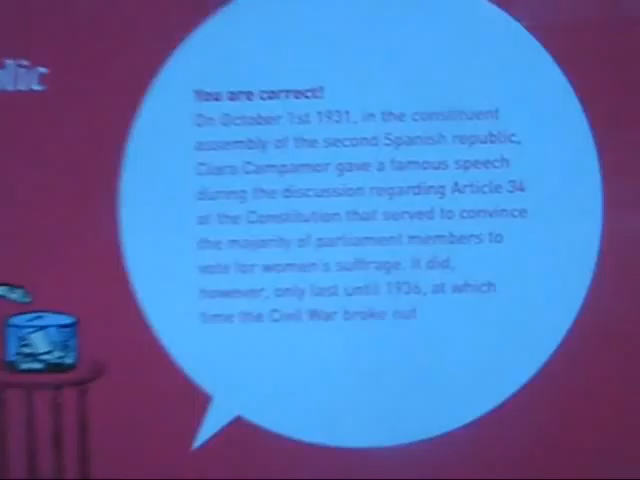 lic
You are correct!
On October 1st 1931, in the constituent
assembly of the second Spanish republic,
Clara Campamor gave a famous speech
during the discussion regarding Article 34
of the Constitution that served to convince
the majority of parliament members to
vote for women's suffrage. It did,
however, only last until 1936, at which
time the Civil War broke out